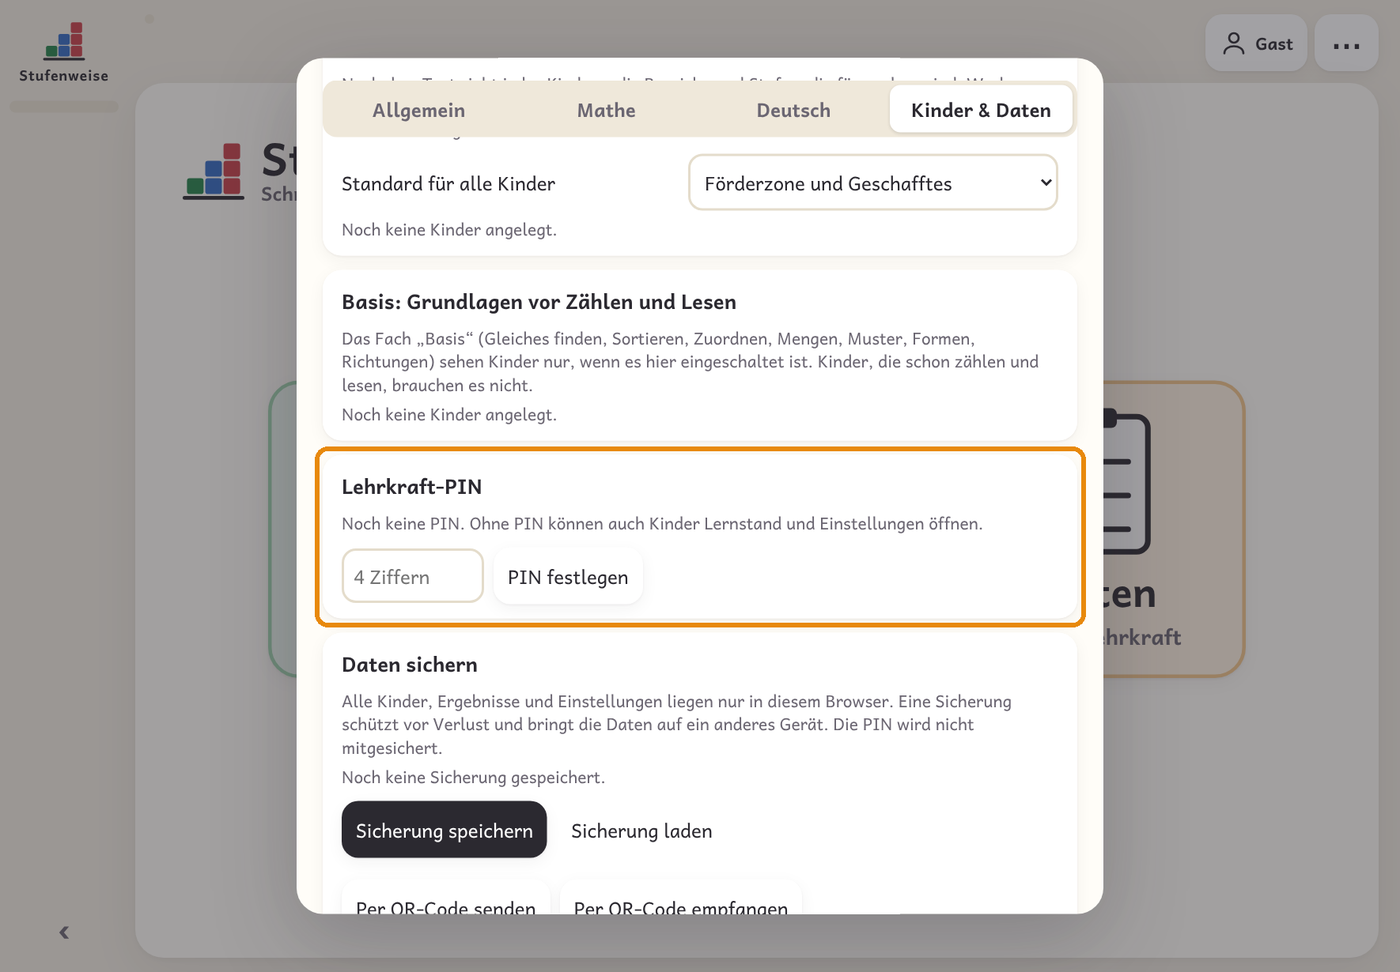 Stufenweise
Gast
...
Allgemein
Mathe
Deutsch
Kinder & Daten
Standard für alle Kinder
Förderzone und Geschafftes
Noch keine Kinder angelegt.
Basis: Grundlagen vor Zählen und Lesen
Das Fach „Basis“ (Gleiches finden, Sortieren, Zuordnen, Mengen, Muster, Formen,
Richtungen) sehen Kinder nur, wenn es hier eingeschaltet ist. Kinder, die schon zählen und
lesen, brauchen es nicht.
Noch keine Kinder angelegt.
Lehrkraft-PIN
Noch keine PIN. Ohne PIN können auch Kinder Lernstand und Einstellungen öffnen.
4 Ziffern
PIN festlegen
Daten sichern
Alle Kinder, Ergebnisse und Einstellungen liegen nur in diesem Browser. Eine Sicherung
schützt vor Verlust und bringt die Daten auf ein anderes Gerät. Die PIN wird nicht
mitgesichert.
Noch keine Sicherung gespeichert.
Sicherung speichern
Sicherung laden
Per QR-Code senden
Per QR-Code empfangen